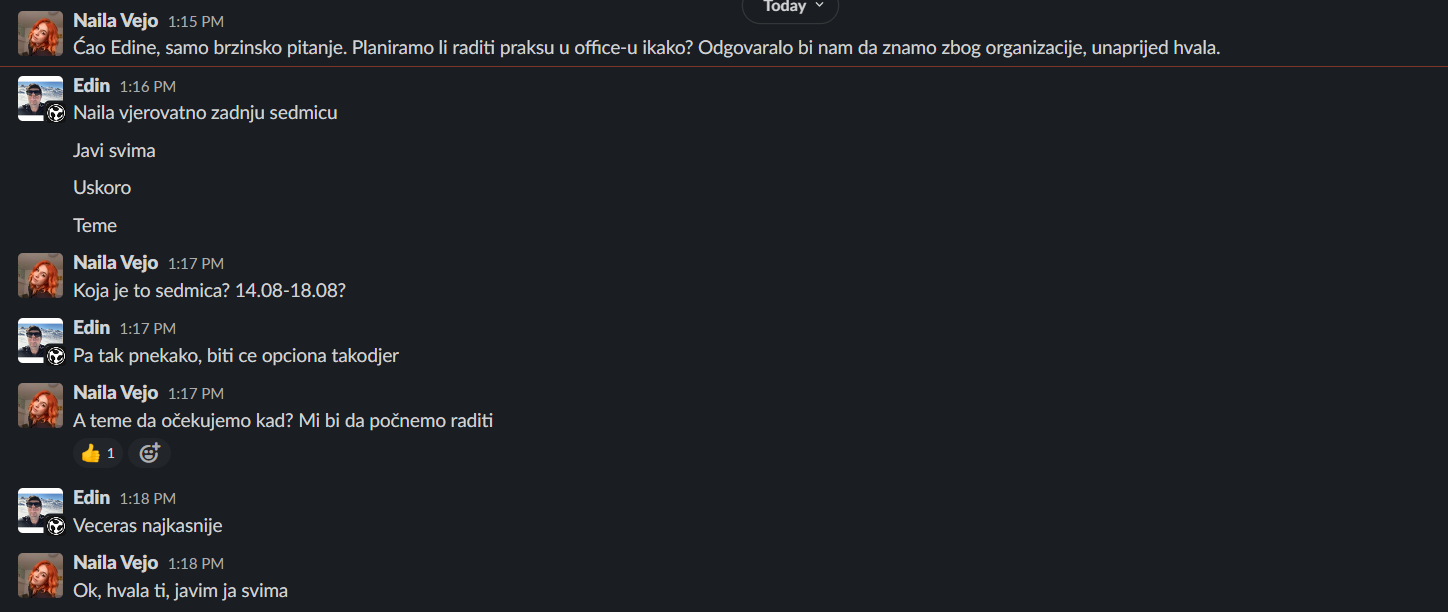 Today
Naila Vejo 1:15 PM
Ćao Edine, samo brzinsko pitanje. Planiramo li raditi praksu u office-u ikako? Odgovaralo bi nam da znamo zbog organizacije, unaprijed hvala.
Edin 1:16 PM
Naila vjerovatno zadnju sedmicu
Javi svima
Uskoro
Teme
Naila Vejo 1:17 PM
Koja je to sedmica? 14.08-18.08?
Edin 1:17 PM
Pa tak pnekako, biti ce opciona takodjer
Naila Vejo 1:17 PM
A teme da očekujemo kad? Mi bi da počnemo raditi
👍 1
Edin 1:18 PM
Veceras najkasnije
Naila Vejo 1:18 PM
Ok, hvala ti, javim ja svima